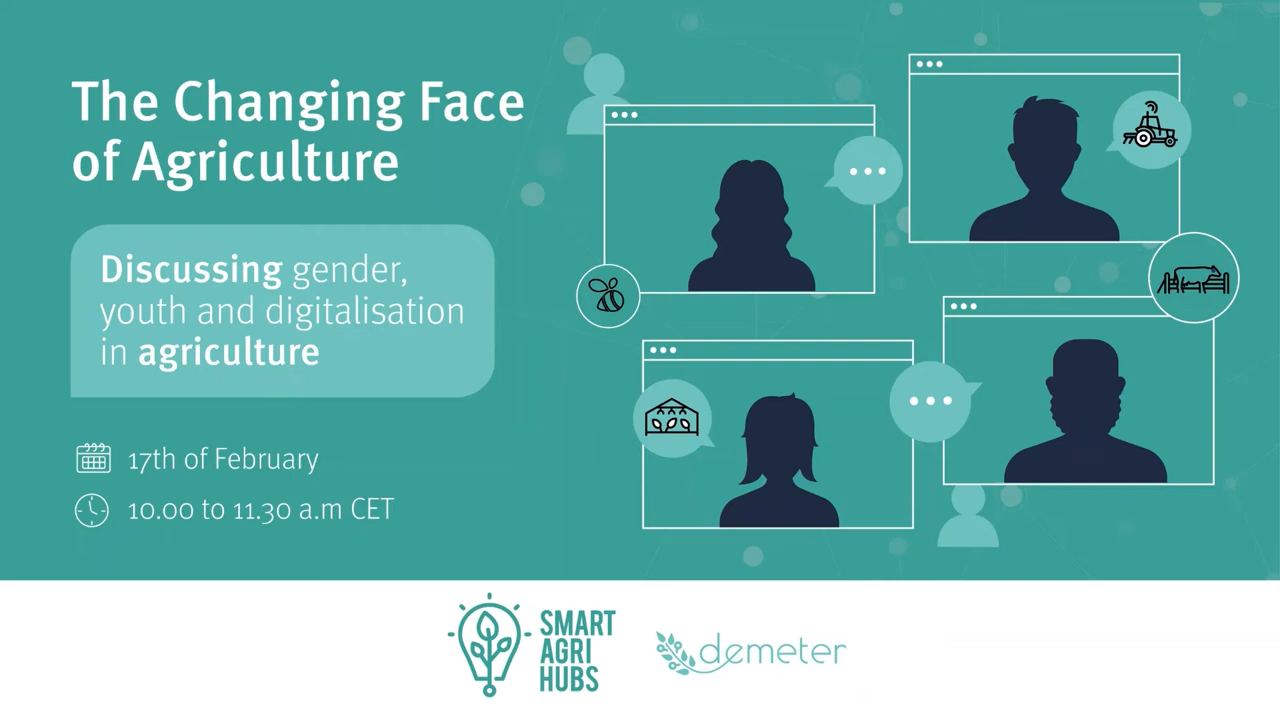 The Changing Face
of Agriculture
Discussing gender,
youth and digitalisation
in agriculture
17th of February
10.00 to 11.30 a.m CET
SMART
AGRI
HUBS
demeter